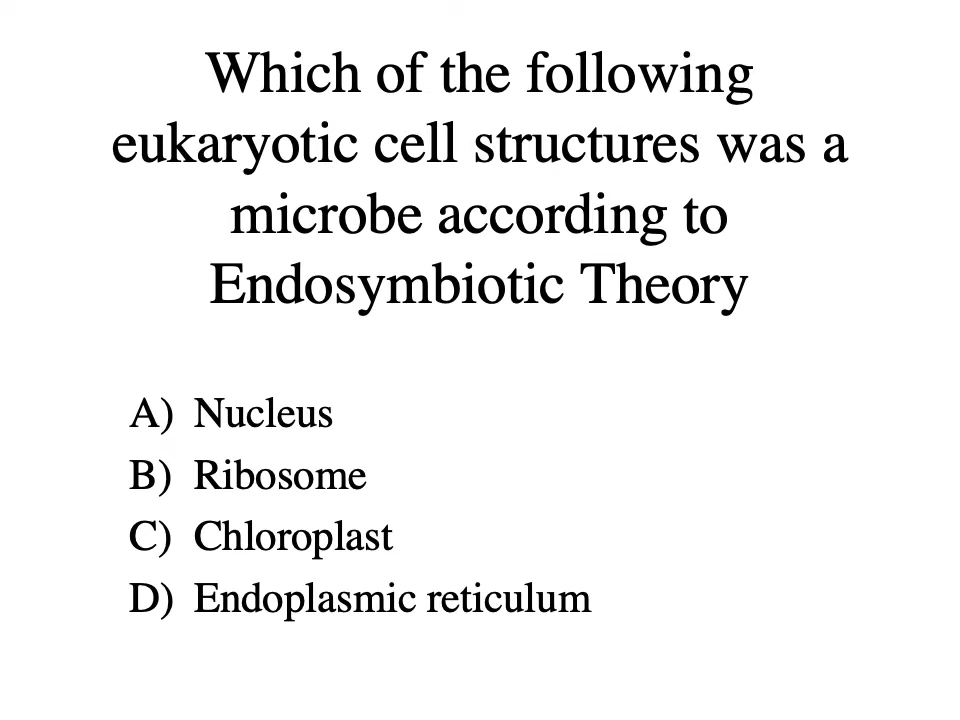 Which of the following
eukaryotic cell structures was a
microbe according to
Endosymbiotic Theory
A) Nucleus
B) Ribosome
C) Chloroplast
D) Endoplasmic reticulum